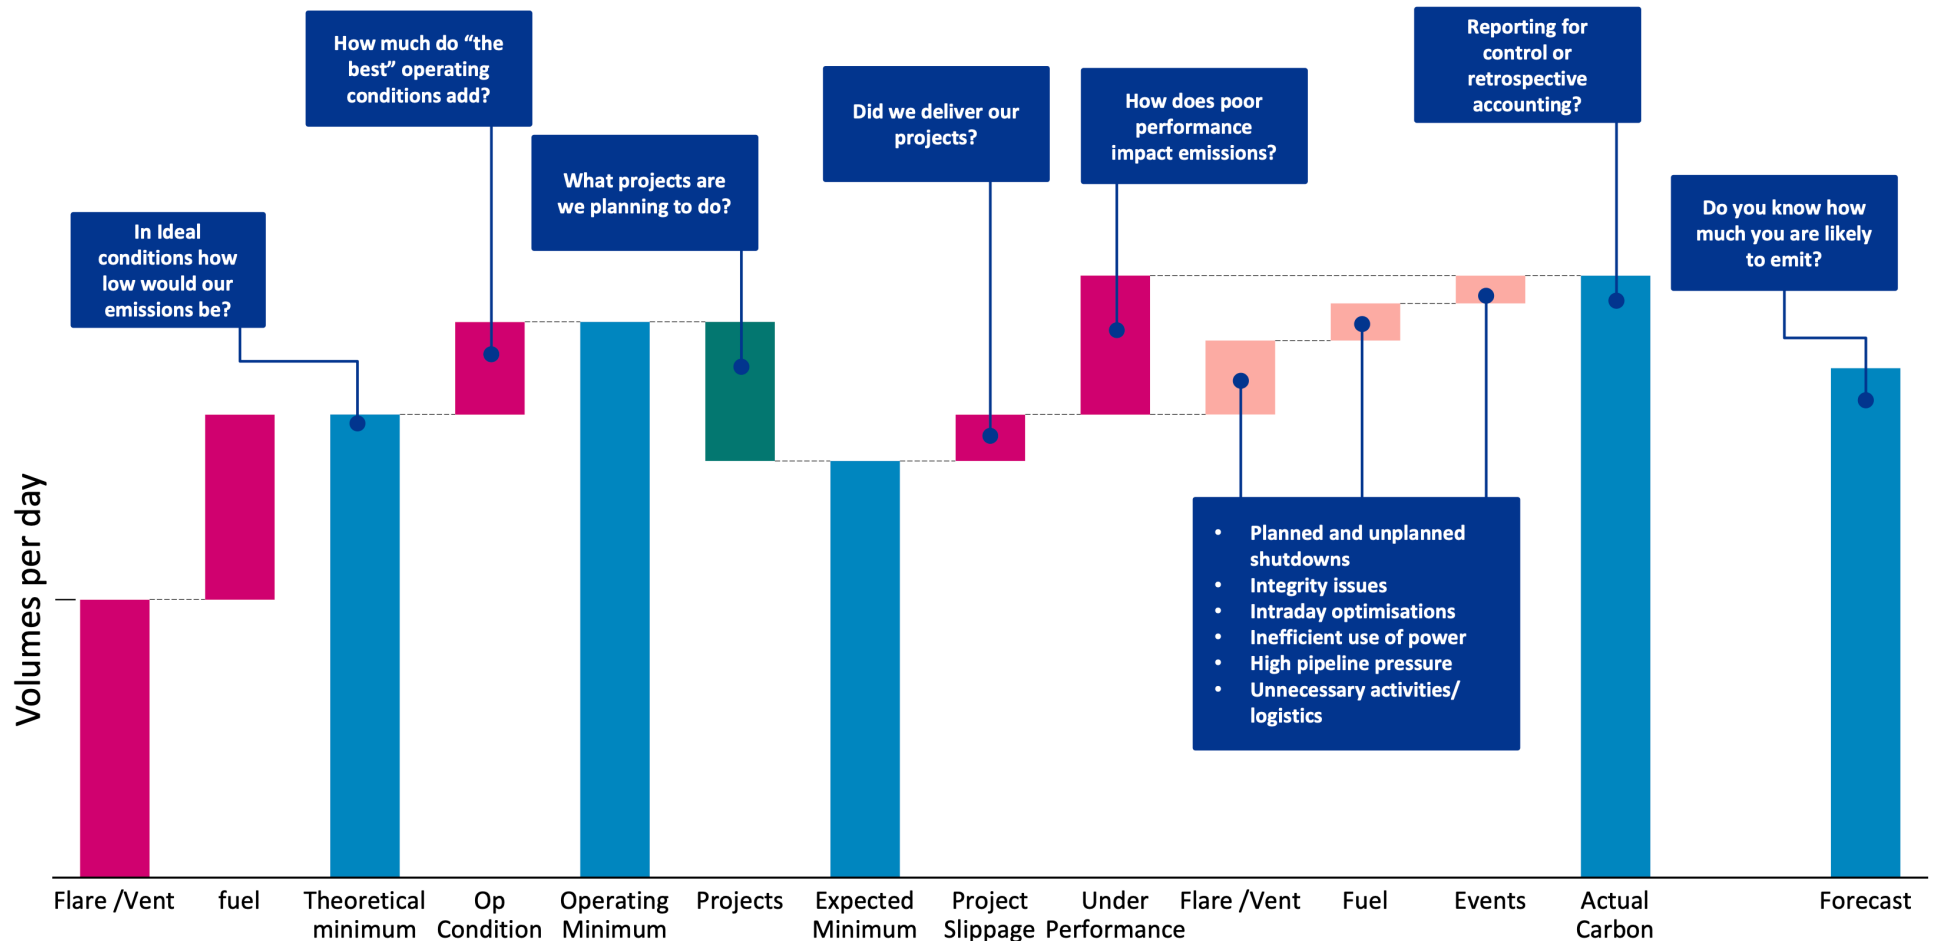 How much do “the
best” operating
conditions add?
Reporting for
control or
retrospective
accounting?
Did we deliver our
projects?
How does poor
performance
impact emissions?
What projects are
we planning to do?
Do you know how
much you are likely
to emit?
In Ideal
conditions how
low would our
emissions be?
Volumes per day
• Planned and unplanned
shutdowns
• Integrity issues
• Intraday optimisations
• Inefficient use of power
• High pipeline pressure
• Unnecessary activities/
logistics
Flare /Vent
fuel
Theoretical
minimum
Op
Condition
Operating
Minimum
Projects
Expected
Minimum
Project
Slippage
Under
Performance
Flare /Vent
Fuel
Events
Actual
Carbon
Forecast